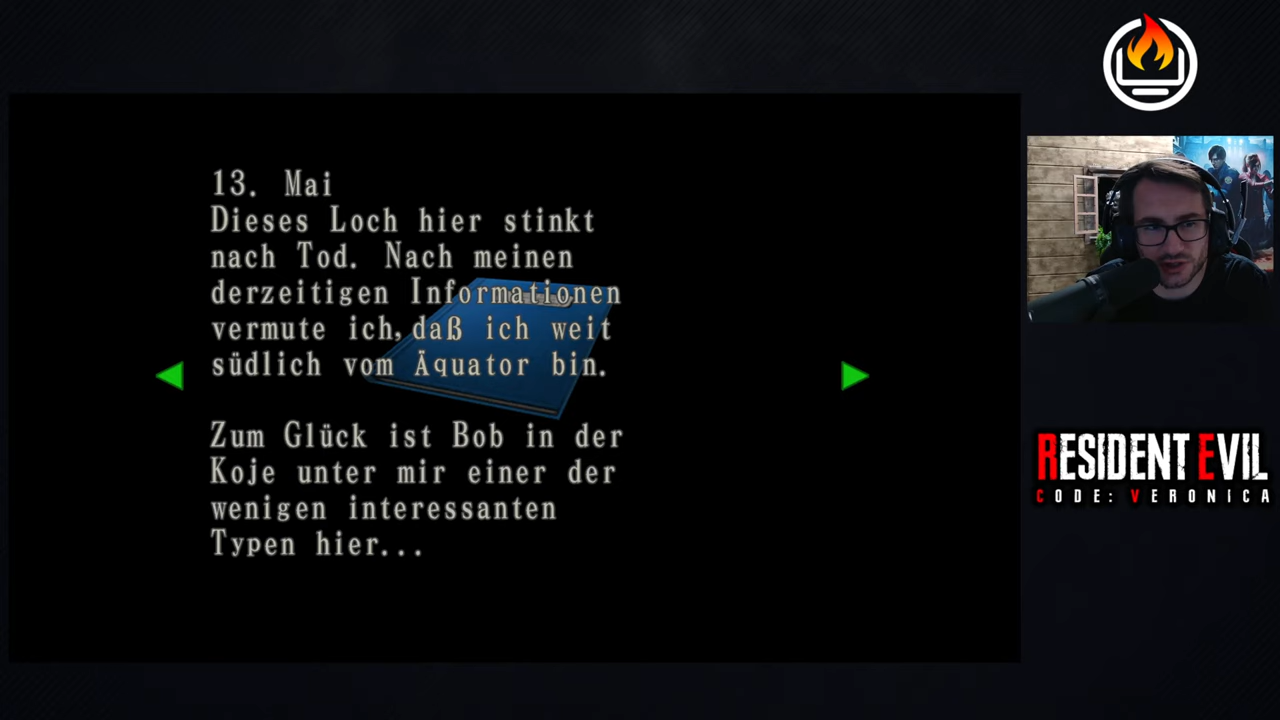 13. Mai
Dieses Loch hier stinkt
nach Tod. Nach meinen
derzeitigen Informationen
vermute ich, daß ich weit
südlich vom Äquator bin.
Zum Glück ist Bob in der
Koje unter mir einer der
wenigen interessanten
Typen hier...
RESIDENT EVIL
CODE: VERONICA